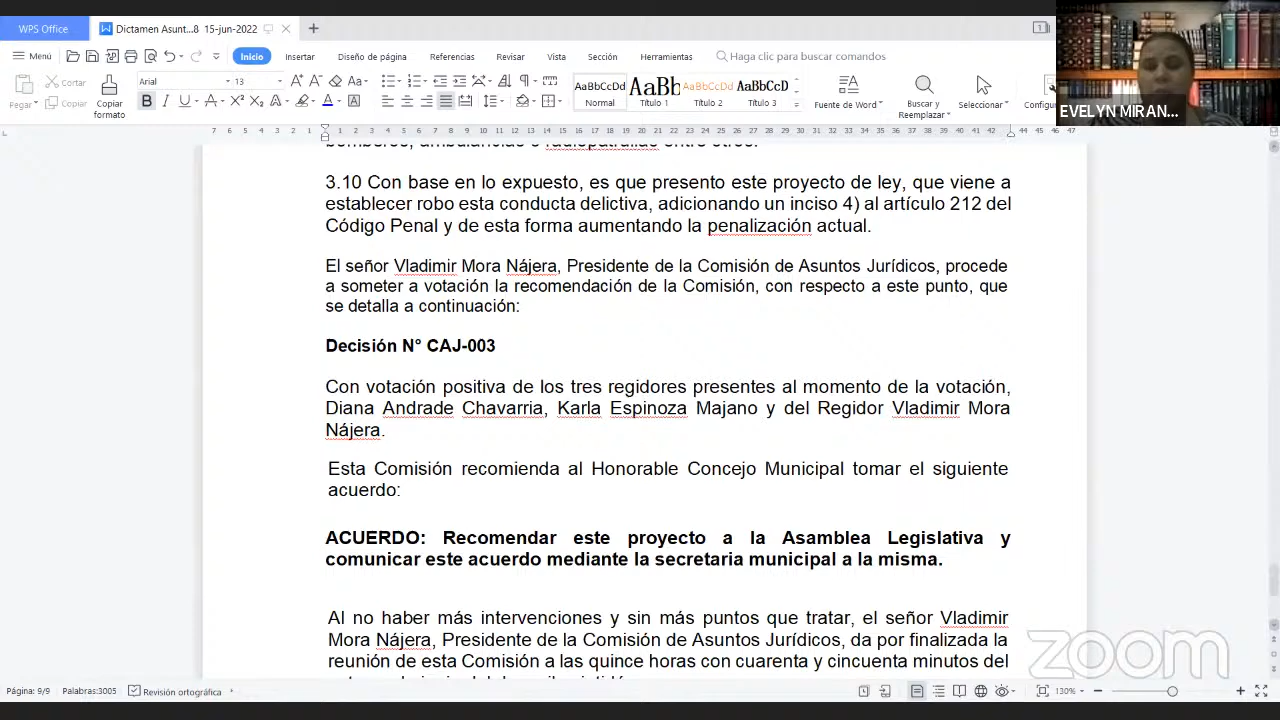 WPS Office
Dictamen Asunt...8 15-jun-2022
Menú
Inicio
Insertar
Diseño de página
Referencias
Revisar
Vista
Sección
Herramientas
Haga clic para buscar comandos
Pegar
Cortar
Copiar
Copiar formato
Arial
13
AaBbCcDd
Normal
AaBb
Título 1
AaBbCcDd
Título 2
AaBbCcD
Título 3
Fuente de Word
Buscar y Reemplazar
Seleccionar
EVELYN MIRAN...
3.10 Con base en lo expuesto, es que presento este proyecto de ley, que viene a
establecer robo esta conducta delictiva, adicionando un inciso 4) al artículo 212 del
Código Penal y de esta forma aumentando la penalización actual.
El señor Vladimir Mora Nájera, Presidente de la Comisión de Asuntos Jurídicos, procede
a someter a votación la recomendación de la Comisión, con respecto a este punto, que
se detalla a continuación:
Decisión N° CAJ-003
Con votación positiva de los tres regidores presentes al momento de la votación,
Diana Andrade Chavarria, Karla Espinoza Majano y del Regidor Vladimir Mora
Nájera.
Esta Comisión recomienda al Honorable Concejo Municipal tomar el siguiente
acuerdo:
ACUERDO: Recomendar este proyecto a la Asamblea Legislativa y
comunicar este acuerdo mediante la secretaria municipal a la misma.
Al no haber más intervenciones y sin más puntos que tratar, el señor Vladimir
Mora Nájera, Presidente de la Comisión de Asuntos Jurídicos, da por finalizada la
reunión de esta Comisión a las quince horas con cuarenta y cincuenta minutos del
zoom
Página: 9/9
Palabras:3005
Revisión ortográfica
130%